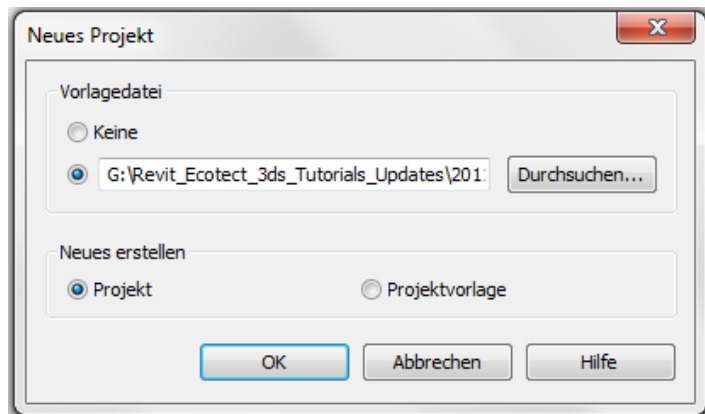 Neues Projekt
Vorlagedatei
Keine
G:\Revit_Ecotect_3ds_Tutorials_Updates\201 Durchsuchen...
Neues erstellen
Projekt Projektvorlage
OK Abbrechen Hilfe